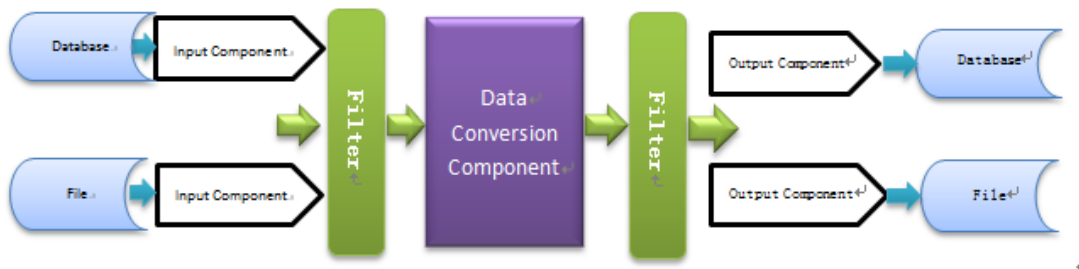 Database
Input Component
File
Input Component
Filter
Data
Conversion
Component
Filter
Output Component
Database
Output Component
File